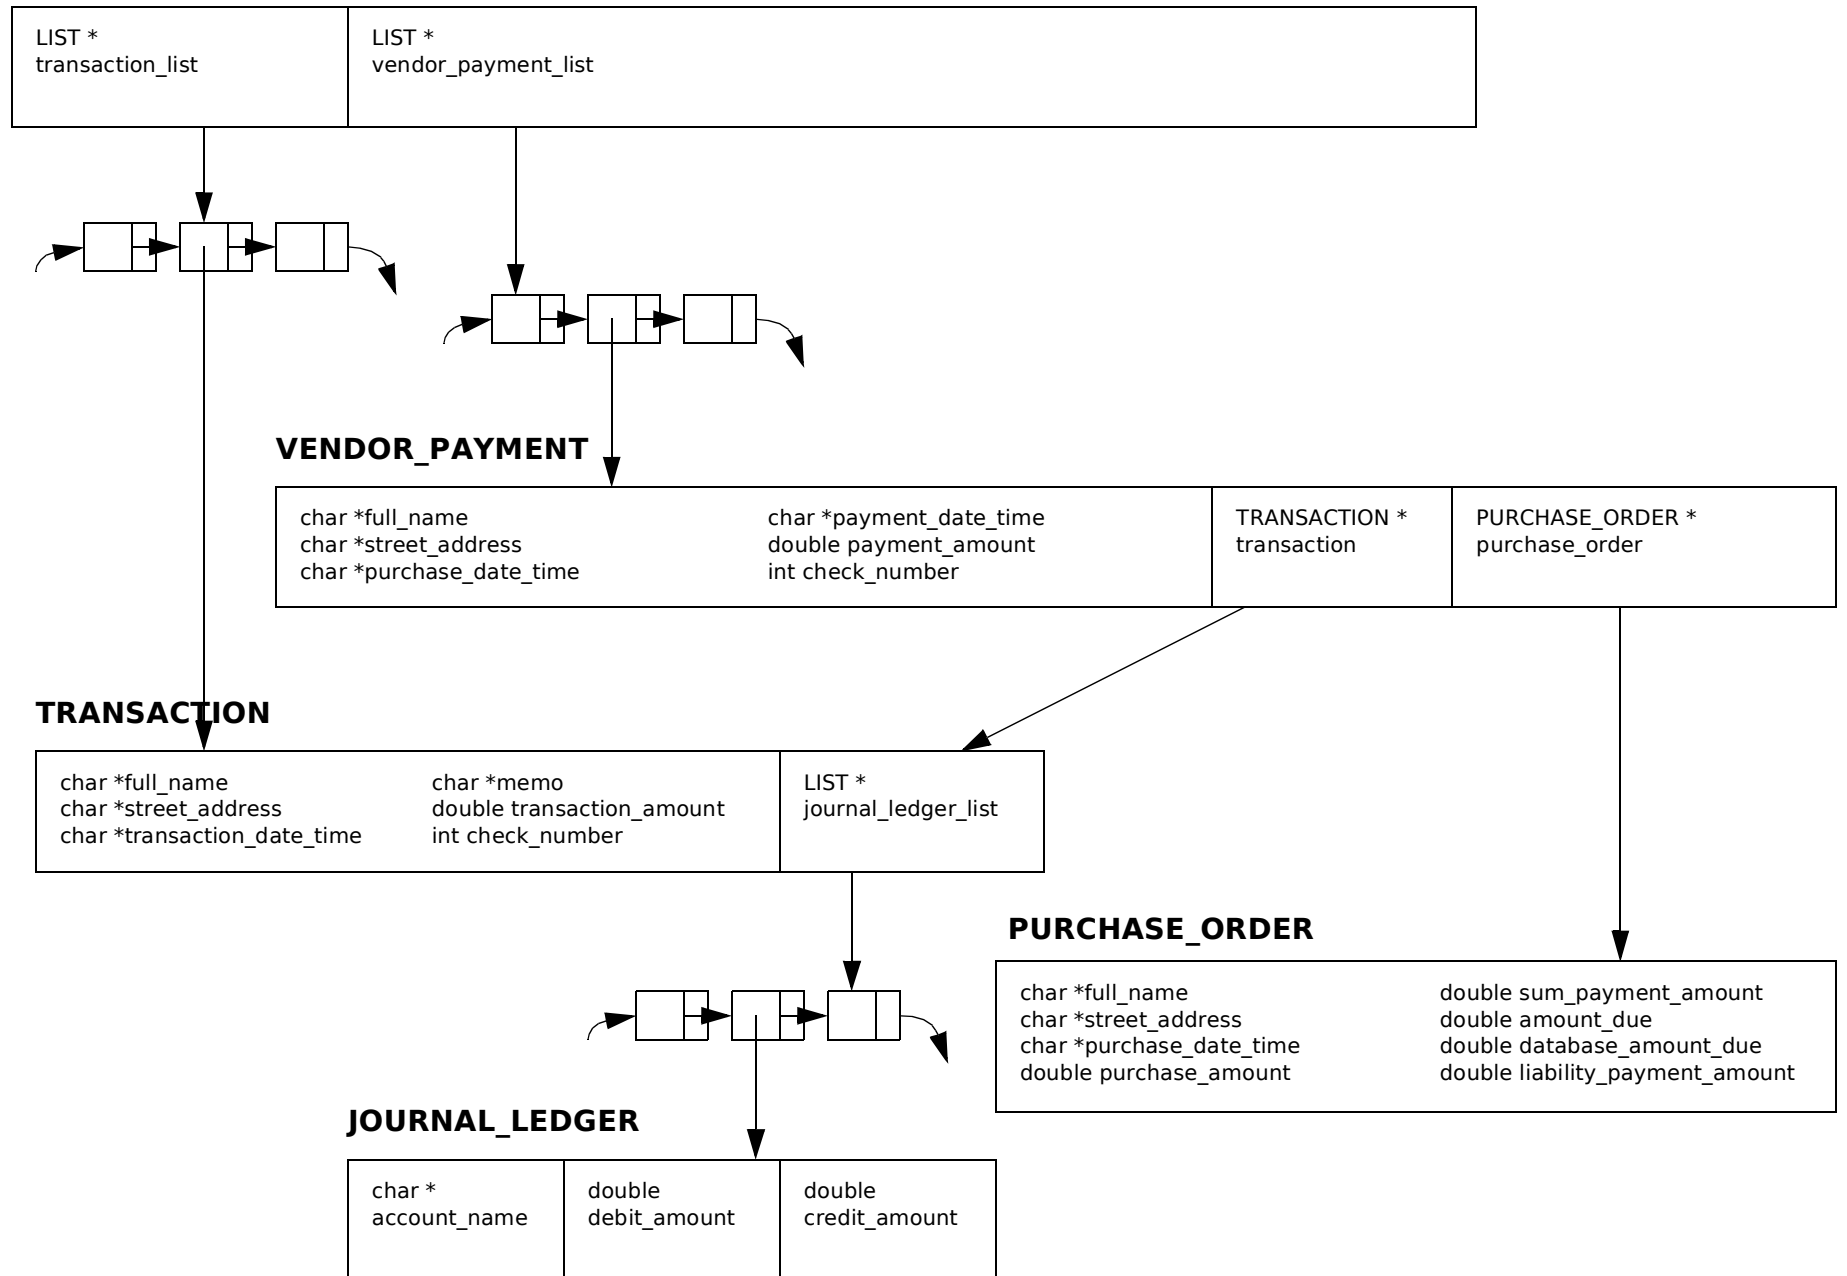 LIST *
transaction_list
LIST *
vendor_payment_list
VENDOR_PAYMENT
char *full_name
char *street_address
char *purchase_date_time
char *payment_date_time
double payment_amount
int check_number
TRANSACTION *
transaction
PURCHASE_ORDER *
purchase_order
TRANSACTION
char *full_name
char *street_address
char *transaction_date_time
char *memo
double transaction_amount
int check_number
LIST *
journal_ledger_list
PURCHASE_ORDER
char *full_name
char *street_address
char *purchase_date_time
double purchase_amount
double sum_payment_amount
double amount_due
double database_amount_due
double liability_payment_amount
JOURNAL_LEDGER
char *
account_name
double
debit_amount
double
credit_amount